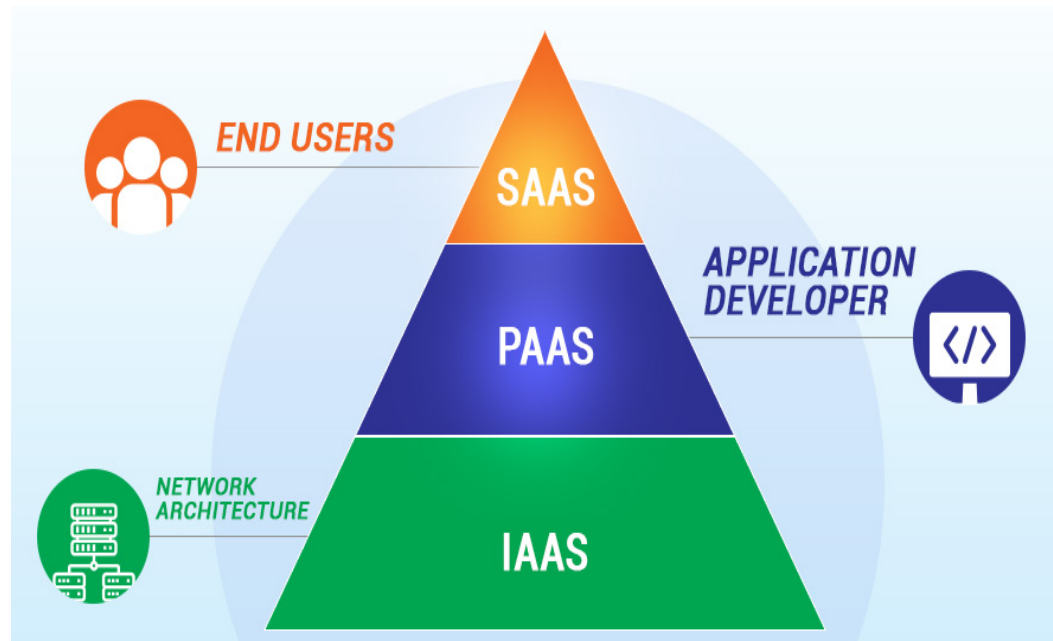 END USERS
SAAS
APPLICATION
DEVELOPER
PAAS
</>
NETWORK
ARCHITECTURE
IAAS